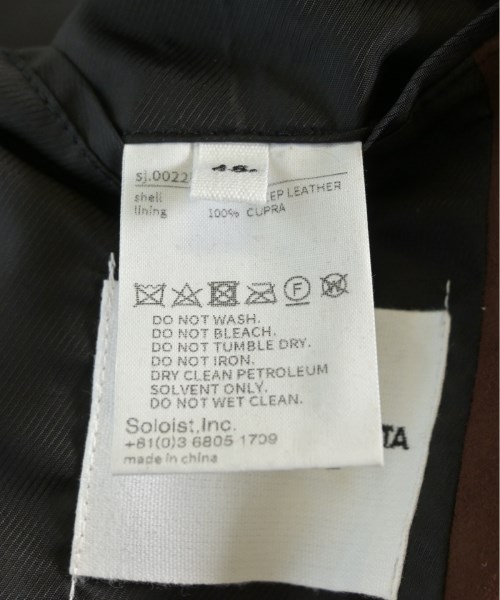 46.
sj.0022
shell EEP LEATHER
lining 100% CUPRA
F W
DO NOT WASH.
DO NOT BLEACH.
DO NOT TUMBLE DRY.
DO NOT IRON.
DRY CLEAN PETROLEUM
SOLVENT ONLY.
DO NOT WET CLEAN.
Soloist,Inc.
+81(0)3 6805 1709
made in china
TA